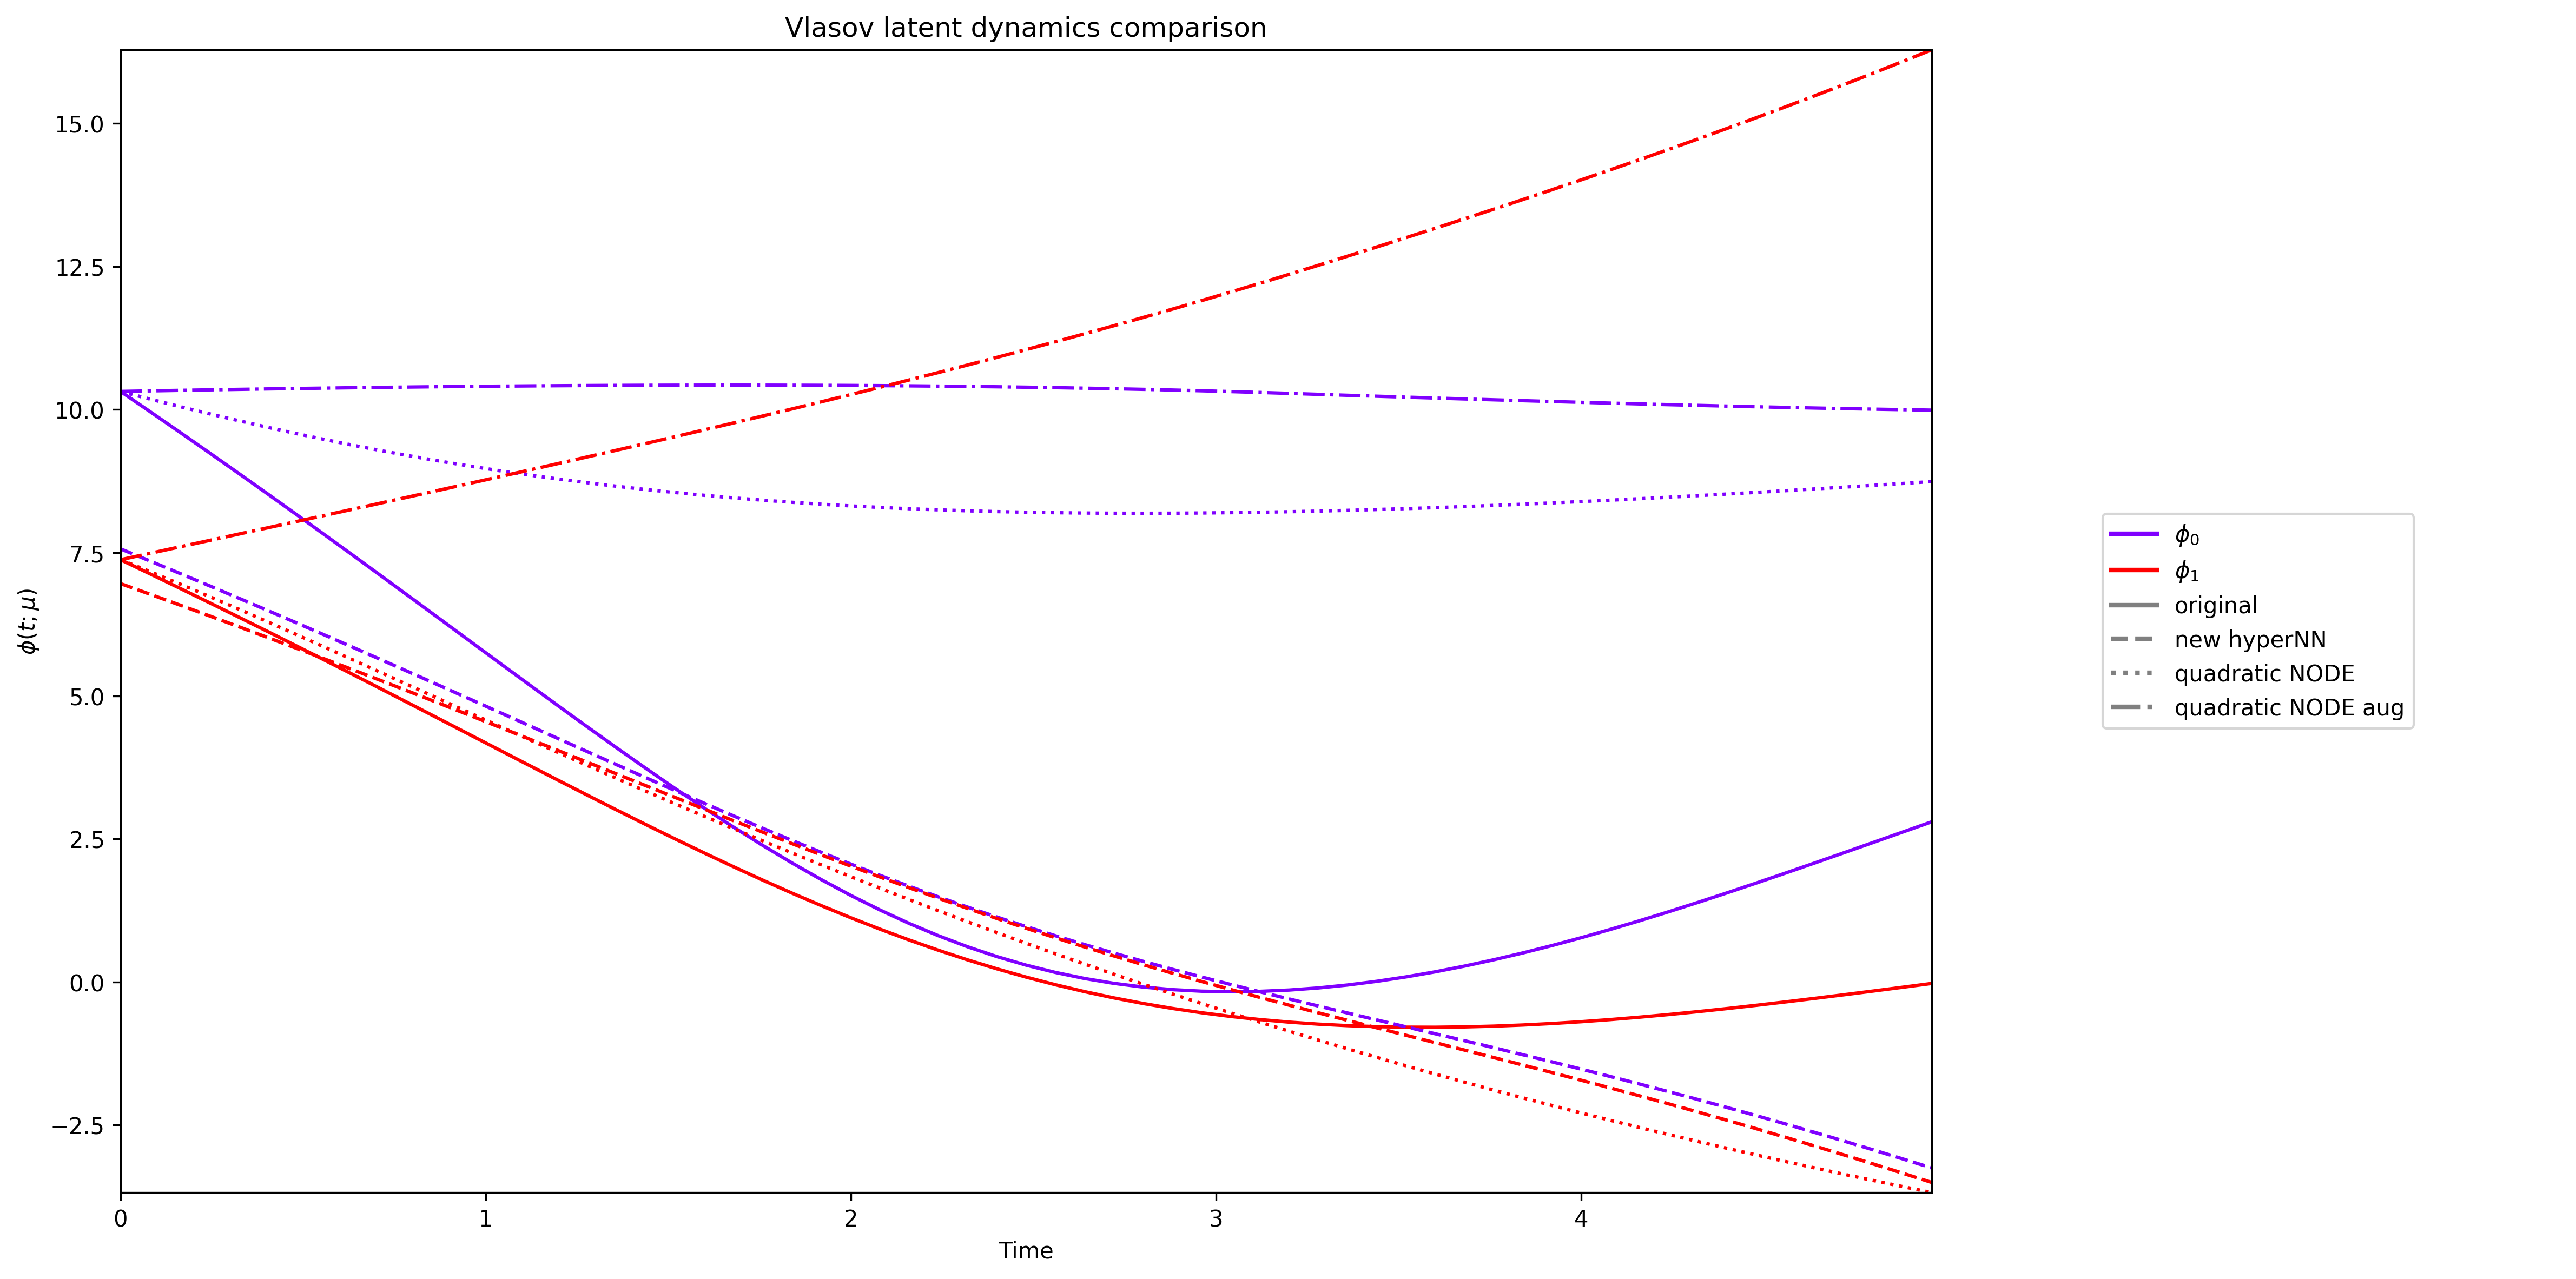 Vlasov latent dynamics comparison
15.0
12.5
10.0
7.5
5.0
2.5
0.0
−2.5
ϕ(t; μ)
0 1 2 3 4
Time
ϕ₀
ϕ₁
original
new hyperNN
quadratic NODE
quadratic NODE aug